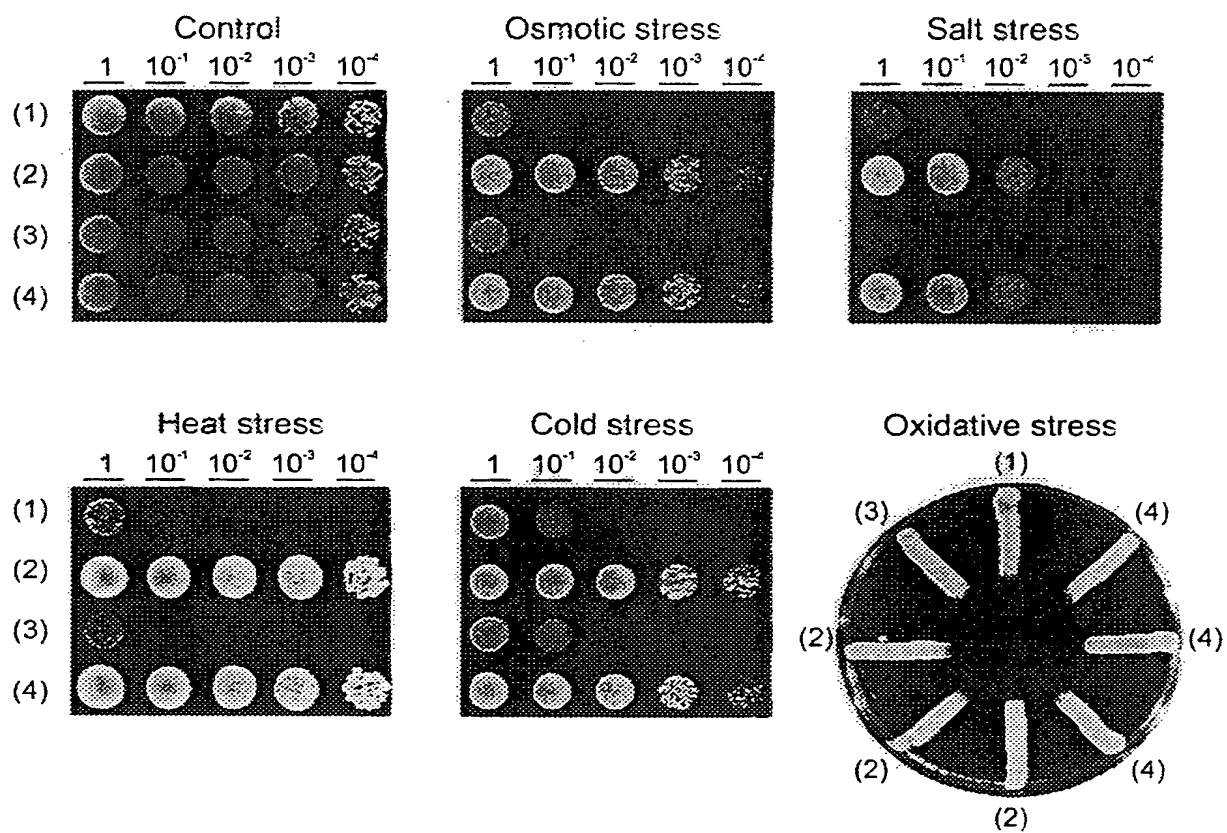 Control
1 10⁻¹ 10⁻² 10⁻³ 10⁻⁴
(1)
(2)
(3)
(4)
Osmotic stress
1 10⁻¹ 10⁻² 10⁻³ 10⁻⁴
Salt stress
1 10⁻¹ 10⁻² 10⁻³ 10⁻⁴
Heat stress
1 10⁻¹ 10⁻² 10⁻³ 10⁻⁴
(1)
(2)
(3)
(4)
Cold stress
1 10⁻¹ 10⁻² 10⁻³ 10⁻⁴
Oxidative stress
(1)
(3) (4)
(2) (4)
(2) (4)
(2)